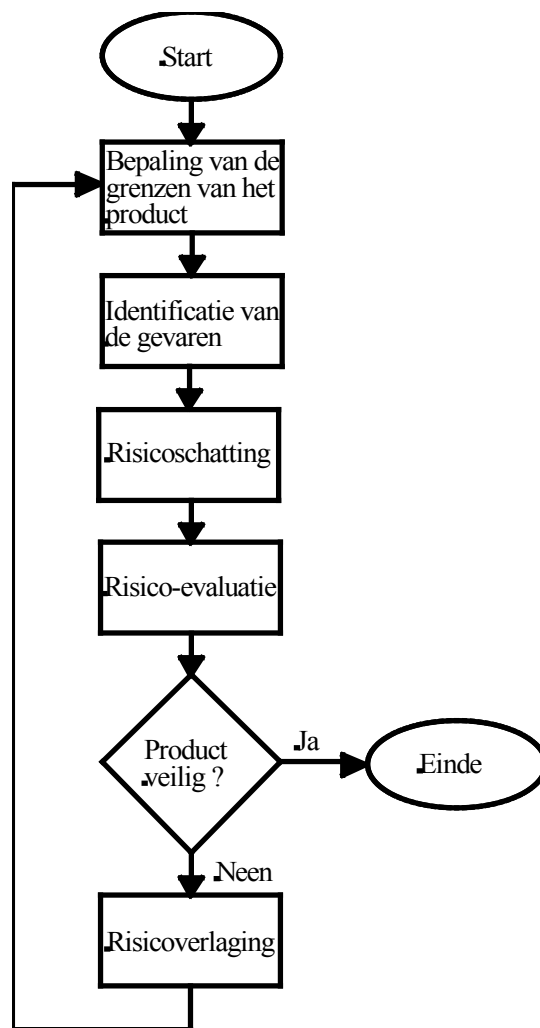 Start
Bepaling van de
grenzen van het
product
Identificatie van
de gevaren
Risicoschatting
Risico-evaluatie
Product
veilig ?
Ja
Einde
Neen
Risicoverlaging